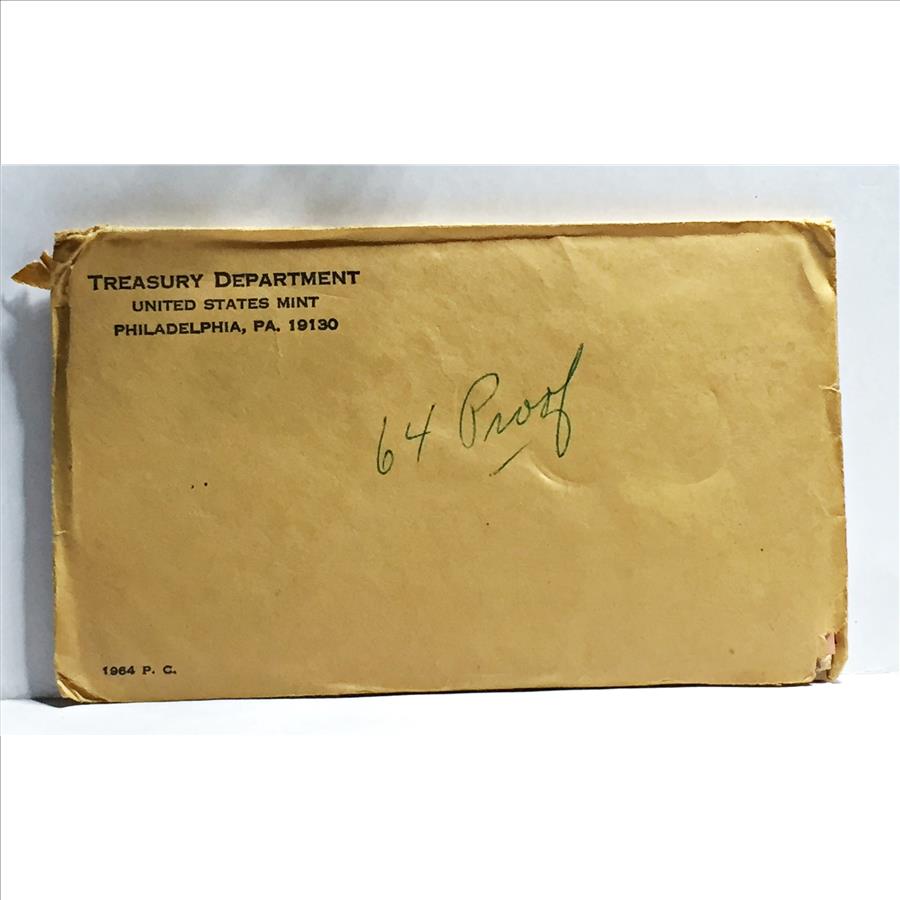 TREASURY DEPARTMENT
UNITED STATES MINT
PHILADELPHIA, PA. 19130
64 Proof
1964 P. C.